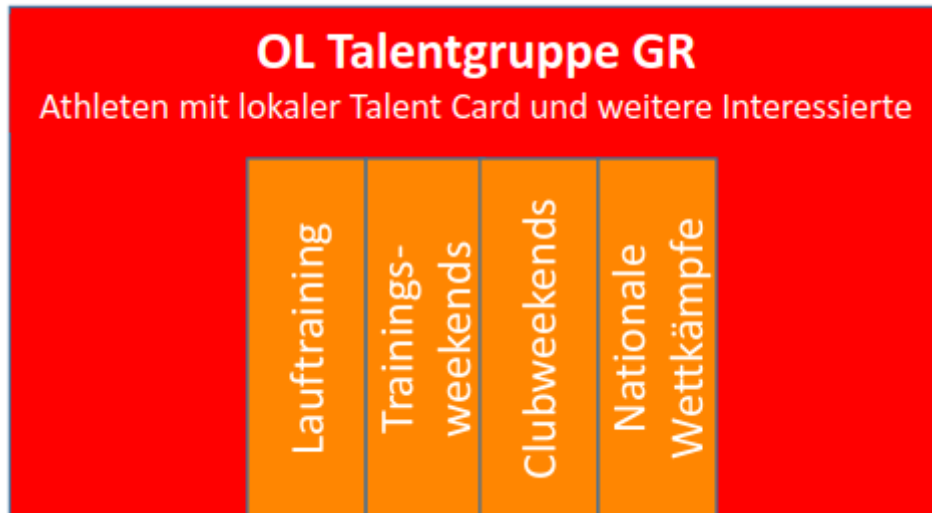 OL Talentgruppe GR
Athleten mit lokaler Talent Card und weitere Interessierte
Lauftraining
Trainings-
weekends
Clubweekends
Nationale
Wettkämpfe